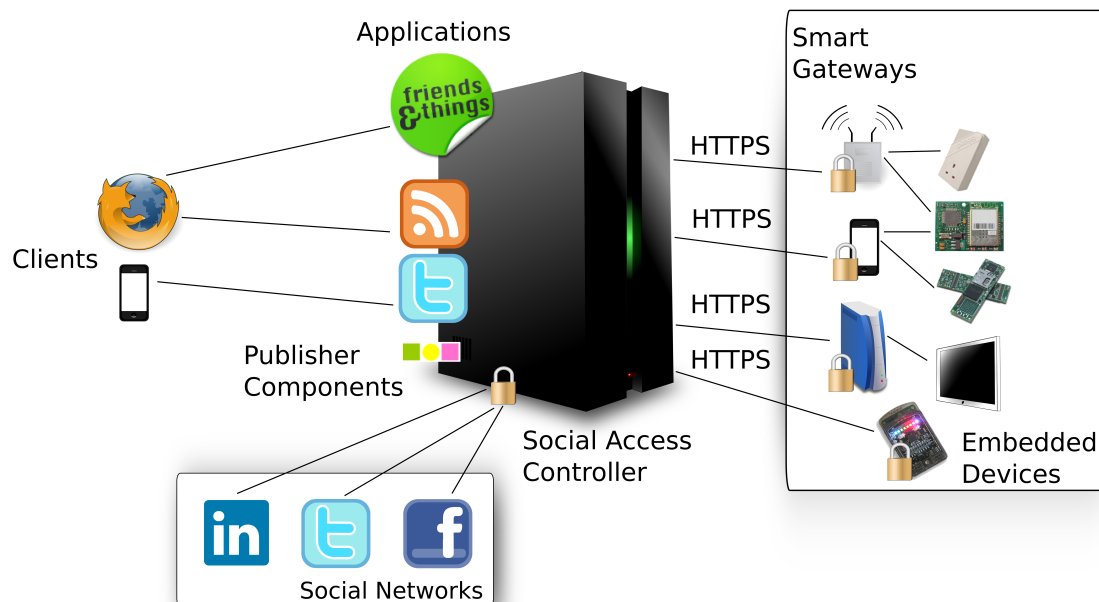 Applications
friends
&things
Smart
Gateways
HTTPS
HTTPS
Clients
HTTPS
HTTPS
Publisher
Components
Social Access
Controller
Embedded
Devices
in
t
f
Social Networks
t